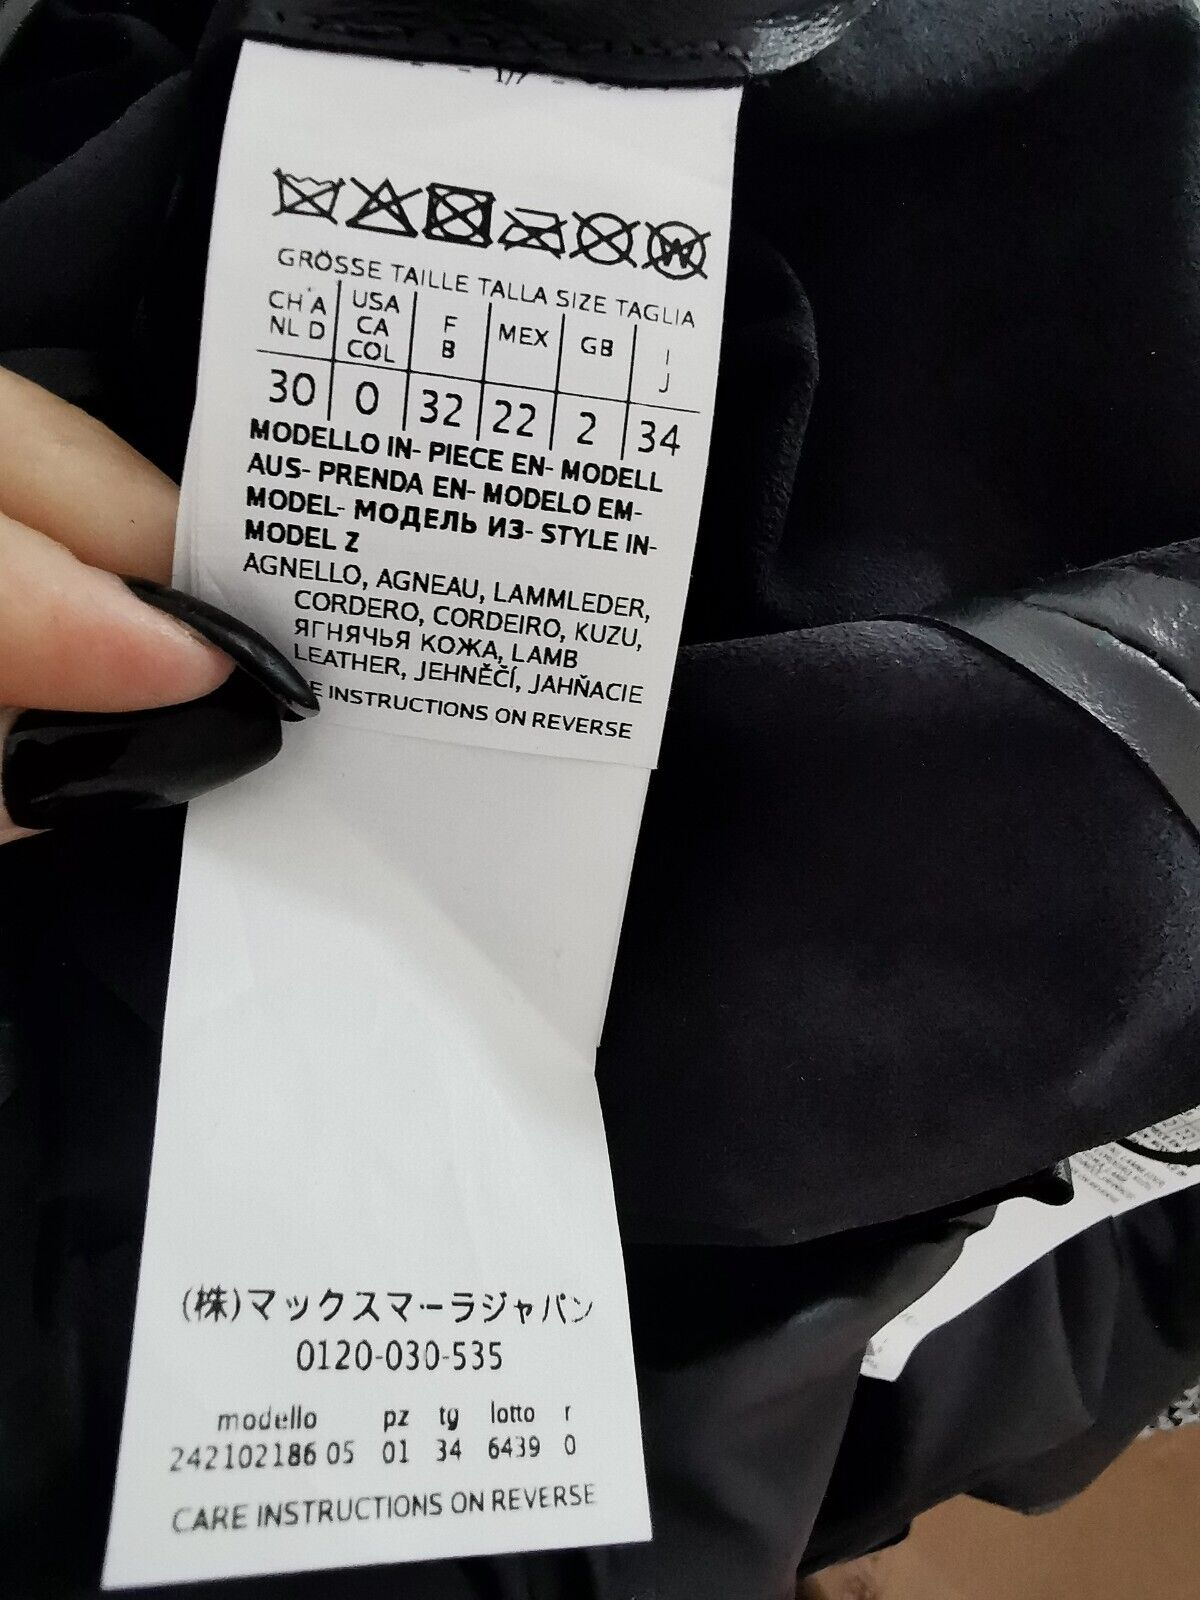 GRÖSSE TAILLE TALLA SIZE TAGLIA
CH A NL D | USA CA COL | F B | MEX | GB | I J
30 | 0 | 32 | 22 | 2 | 34
MODELLO IN- PIECE EN- MODELL
AUS- PRENDA EN- MODELO EM-
MODEL- МОДЕЛЬ ИЗ- STYLE IN-
MODEL Z
AGNELLO, AGNEAU, LAMMLEDER,
CORDERO, CORDEIRO, KUZU,
ЯГНЯЧЬЯ КОЖА, LAMB
LEATHER, JEHNĚČÍ, JAHŇACIE
INSTRUCTIONS ON REVERSE
(株)マックスマーラジャパン
0120-030-535
modello pz tg lotto r
242102186 05 01 34 6439 0
CARE INSTRUCTIONS ON REVERSE